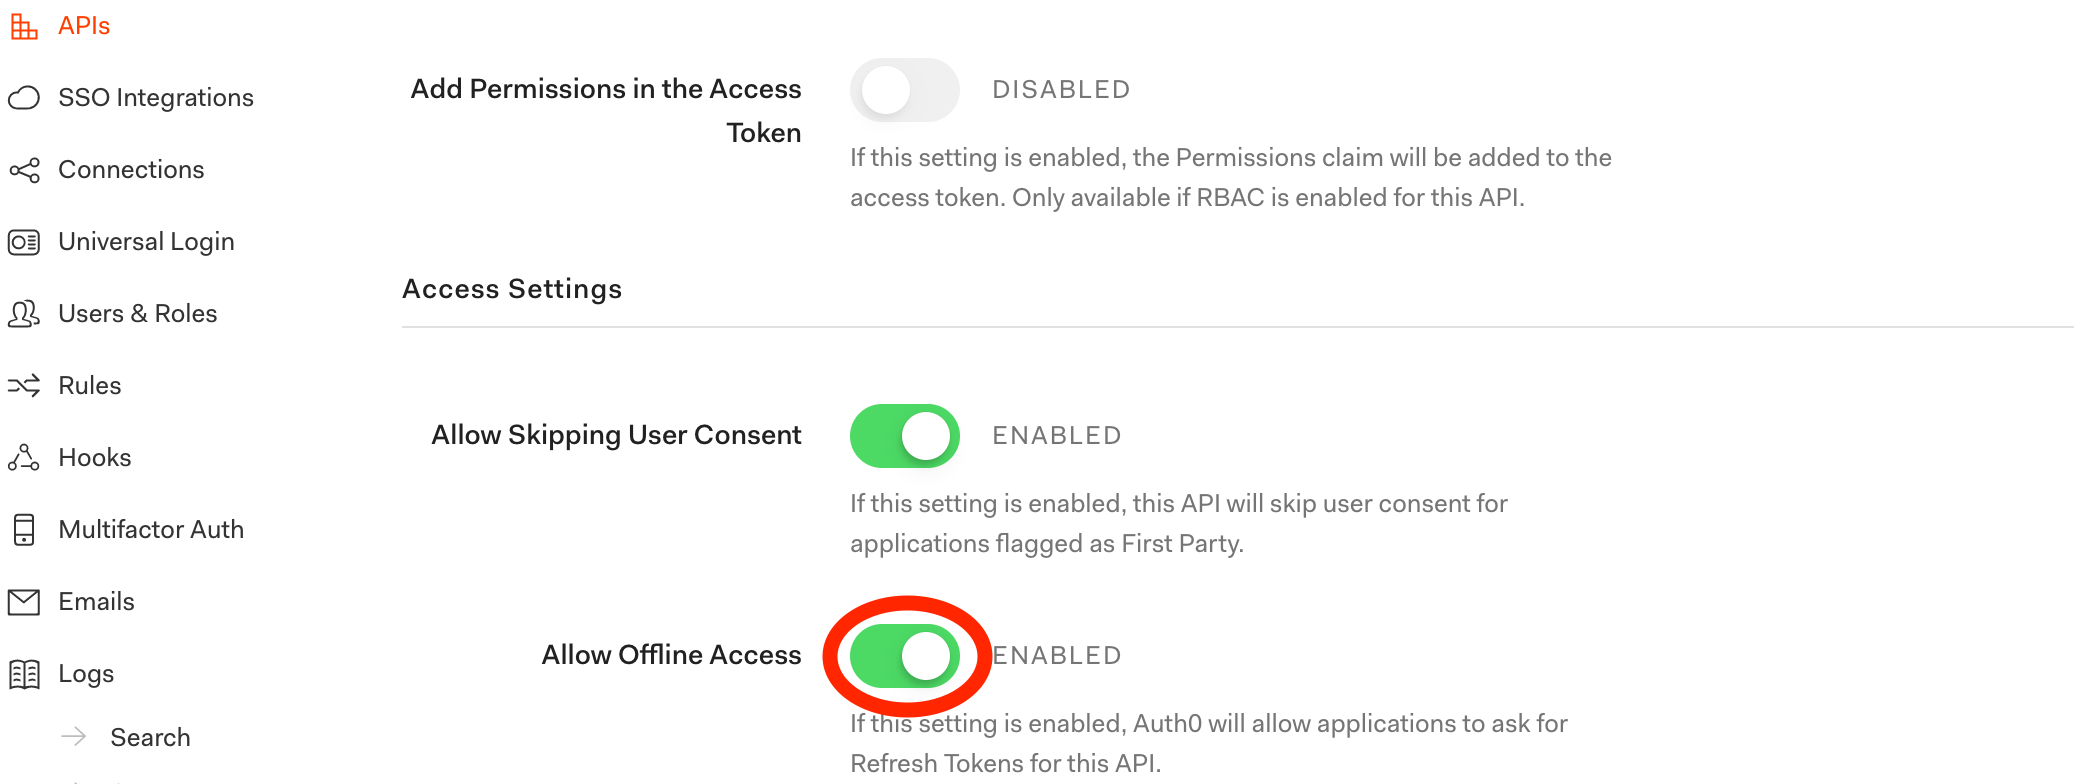 APIs
SSO Integrations
Connections
Universal Login
Users & Roles
Rules
Hooks
Multifactor Auth
Emails
Logs
Search
Add Permissions in the Access
Token
DISABLED
If this setting is enabled, the Permissions claim will be added to the
access token. Only available if RBAC is enabled for this API.
Access Settings
Allow Skipping User Consent
ENABLED
If this setting is enabled, this API will skip user consent for
applications flagged as First Party.
Allow Offline Access
ENABLED
If this setting is enabled, Auth0 will allow applications to ask for
Refresh Tokens for this API.